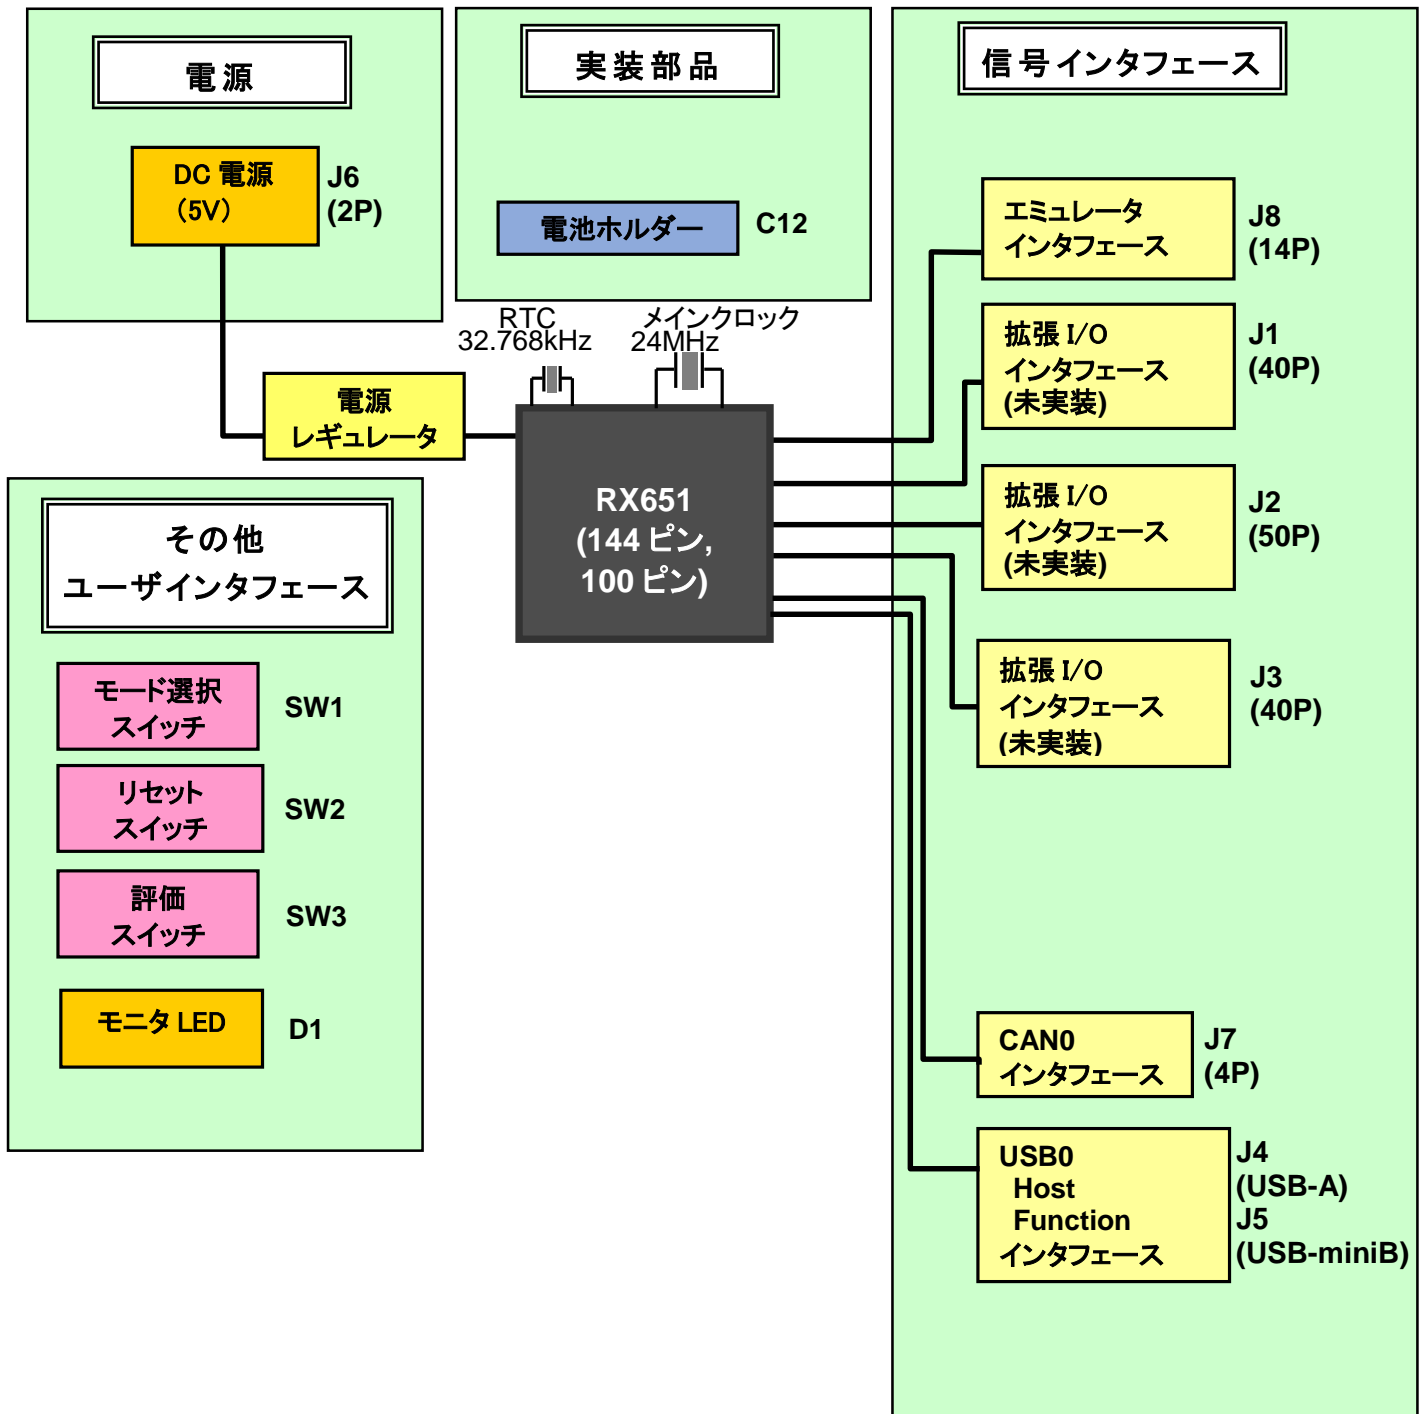 電源
DC 電源
(5V)
J6
(2P)
実装部品
電池ホルダー
C12
信号インタフェース
エミュレータ
インタフェース
J8
(14P)
拡張 I/O
インタフェース
(未実装)
J1
(40P)
拡張 I/O
インタフェース
(未実装)
J2
(50P)
拡張 I/O
インタフェース
(未実装)
J3
(40P)
CAN0
インタフェース
J7
(4P)
USB0
Host
Function
インタフェース
J4
(USB-A)
J5
(USB-miniB)
RTC
32.768kHz
メインクロック
24MHz
電源
レギュレータ
RX651
(144 ピン,
100 ピン)
その他
ユーザインタフェース
モード選択
スイッチ
SW1
リセット
スイッチ
SW2
評価
スイッチ
SW3
モニタ LED
D1